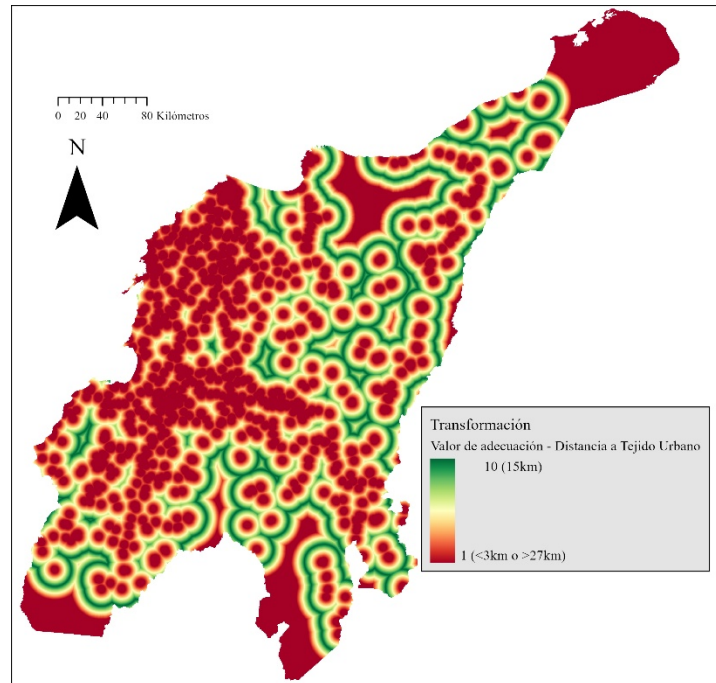 0 20 40 80 Kilómetros
N
Transformación
Valor de adecuación - Distancia a Tejido Urbano
10 (15km)
1 (<3km o >27km)